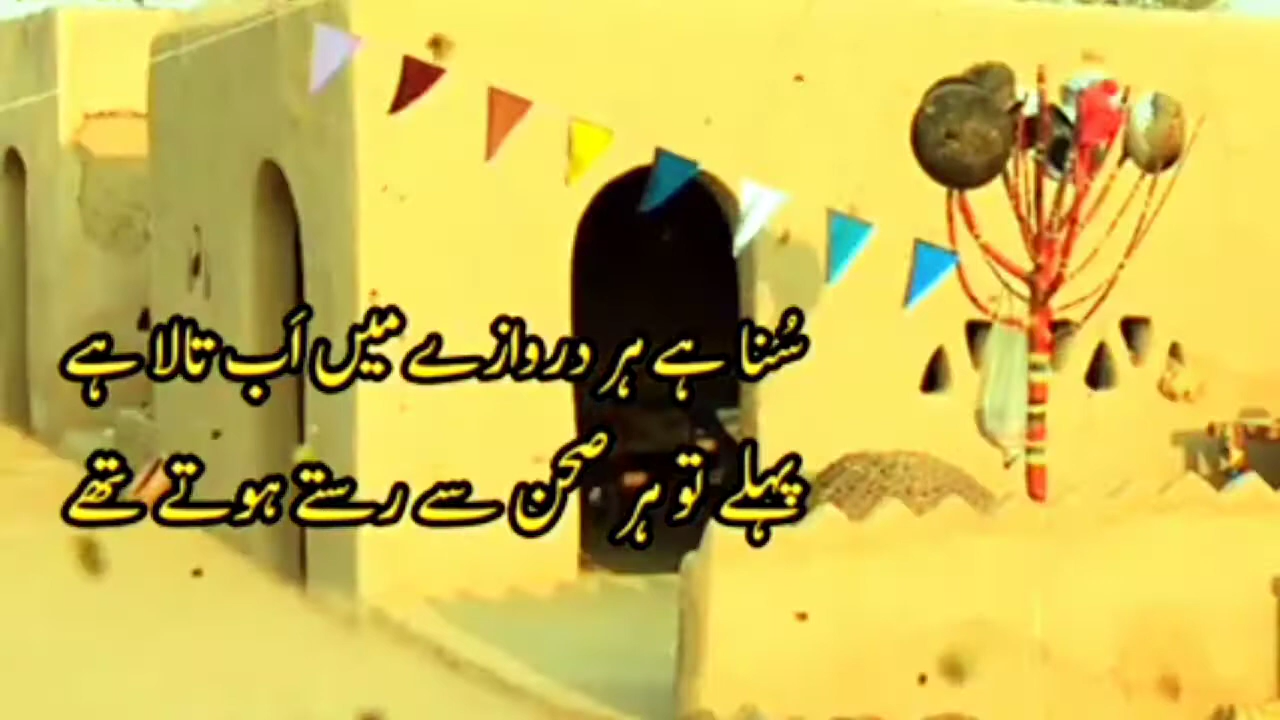 سُنا ہے ہر دروازے میں اَب تالا ہے
پہلے تو ہر صحن سے رستے ہوتے تھے